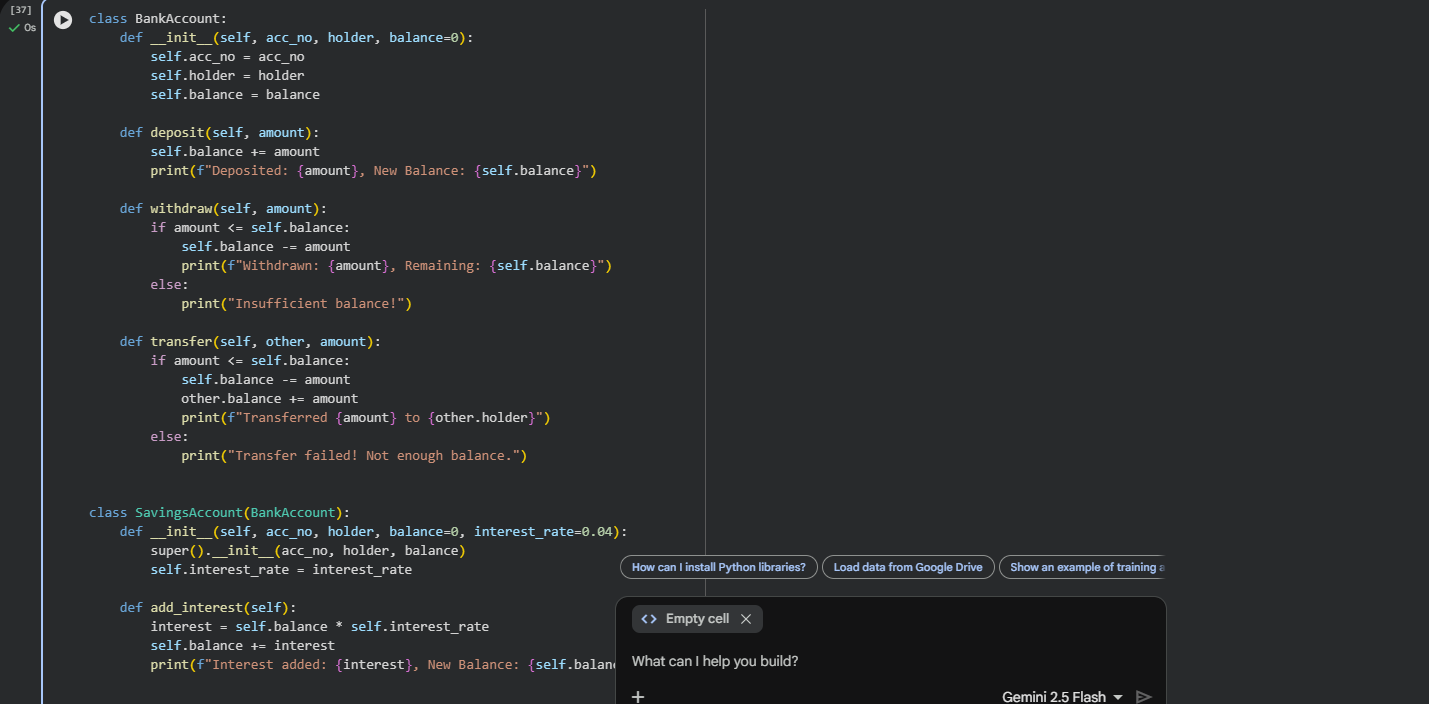 [37]
0s
class BankAccount:
    def __init__(self, acc_no, holder, balance=0):
        self.acc_no = acc_no
        self.holder = holder
        self.balance = balance

    def deposit(self, amount):
        self.balance += amount
        print(f"Deposited: {amount}, New Balance: {self.balance}")

    def withdraw(self, amount):
        if amount <= self.balance:
            self.balance -= amount
            print(f"Withdrawn: {amount}, Remaining: {self.balance}")
        else:
            print("Insufficient balance!")

    def transfer(self, other, amount):
        if amount <= self.balance:
            self.balance -= amount
            other.balance += amount
            print(f"Transferred {amount} to {other.holder}")
        else:
            print("Transfer failed! Not enough balance.")


class SavingsAccount(BankAccount):
    def __init__(self, acc_no, holder, balance=0, interest_rate=0.04):
        super().__init__(acc_no, holder, balance)
        self.interest_rate = interest_rate

    def add_interest(self):
        interest = self.balance * self.interest_rate
        self.balance += interest
        print(f"Interest added: {interest}, New Balance: {self.balan
How can I install Python libraries?
Load data from Google Drive
Show an example of training
Empty cell
What can I help you build?
Gemini 2.5 Flash